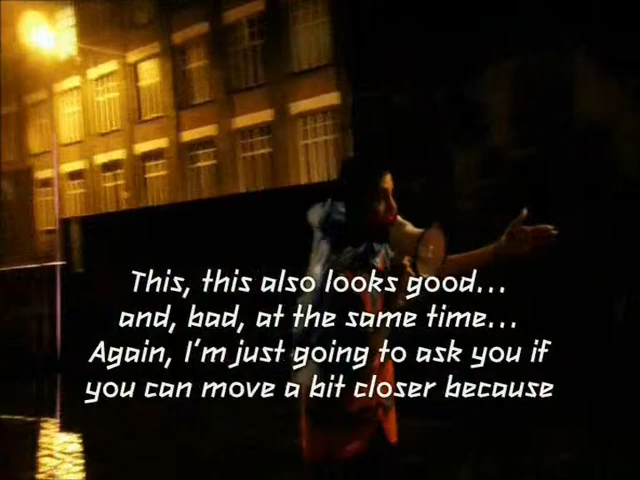 This, this also looks good...
and, bad, at the same time...
Again, I'm just going to ask you if
you can move a bit closer because